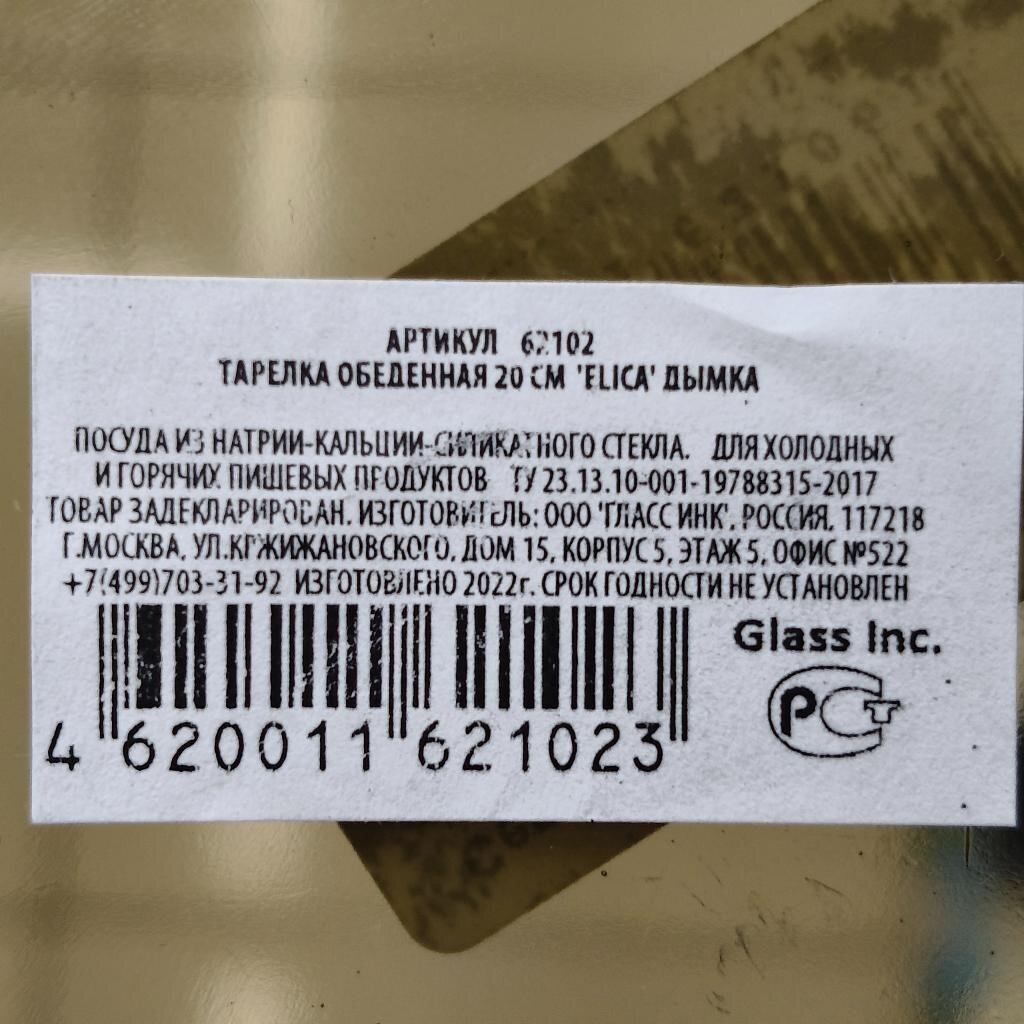 АРТИКУЛ 62102
ТАРЕЛКА ОБЕДЕННАЯ 20 СМ 'ELICA' ДЫМКА
ПОСУДА ИЗ НАТРИИ-КАЛЬЦИИ-СИЛИКАТНОГО СТЕКЛА. ДЛЯ ХОЛОДНЫХ
И ГОРЯЧИХ ПИЩЕВЫХ ПРОДУКТОВ ТУ 23.13.10-001-19788315-2017
ТОВАР ЗАДЕКЛАРИРОВАН. ИЗГОТОВИТЕЛЬ: ООО 'ГЛАСС ИНК'. РОССИЯ. 117218
Г.МОСКВА, УЛ.КРЖИЖАНОВСКОГО, ДОМ 15, КОРПУС 5, ЭТАЖ 5, ОФИС №522
+7(499)703-31-92 ИЗГОТОВЛЕНО 2022г. СРОК ГОДНОСТИ НЕ УСТАНОВЛЕН
Glass Inc.
РСТ
4 620011 621023